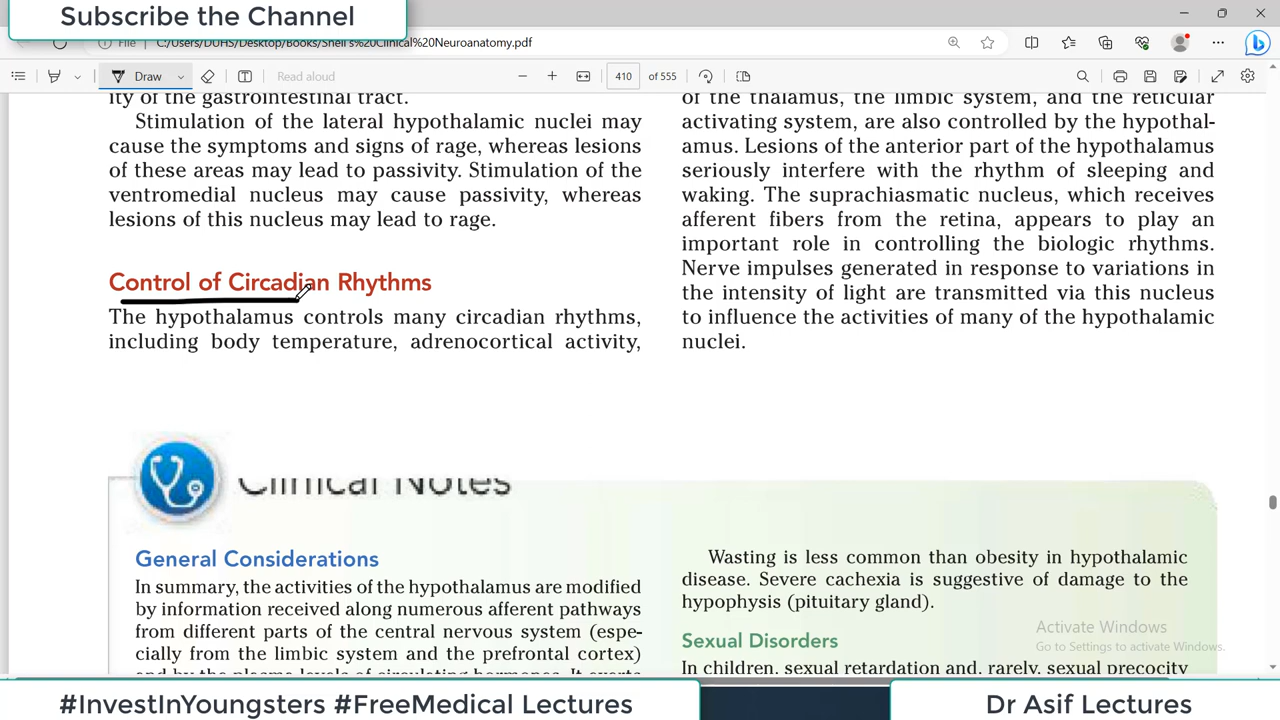 Subscribe the Channel
File C:/Users/DUHS/Desktop/Books/Snell's%20Clinical%20Neuroanatomy.pdf
Draw Read aloud 410 of 555
ity of the gastrointestinal tract.
Stimulation of the lateral hypothalamic nuclei may
cause the symptoms and signs of rage, whereas lesions
of these areas may lead to passivity. Stimulation of the
ventromedial nucleus may cause passivity, whereas
lesions of this nucleus may lead to rage.
Control of Circadian Rhythms
The hypothalamus controls many circadian rhythms,
including body temperature, adrenocortical activity,
of the thalamus, the limbic system, and the reticular
activating system, are also controlled by the hypothal-
amus. Lesions of the anterior part of the hypothalamus
seriously interfere with the rhythm of sleeping and
waking. The suprachiasmatic nucleus, which receives
afferent fibers from the retina, appears to play an
important role in controlling the biologic rhythms.
Nerve impulses generated in response to variations in
the intensity of light are transmitted via this nucleus
to influence the activities of many of the hypothalamic
nuclei.
Clinical Notes
General Considerations
In summary, the activities of the hypothalamus are modified
by information received along numerous afferent pathways
from different parts of the central nervous system (espe-
cially from the limbic system and the prefrontal cortex)
and by the plasma levels of circulating hormones. It exerts
Wasting is less common than obesity in hypothalamic
disease. Severe cachexia is suggestive of damage to the
hypophysis (pituitary gland).
Sexual Disorders
In children, sexual retardation and, rarely, sexual precocity
Activate Windows
Go to Settings to activate Windows.
#InvestInYoungsters #FreeMedical Lectures
Dr Asif Lectures